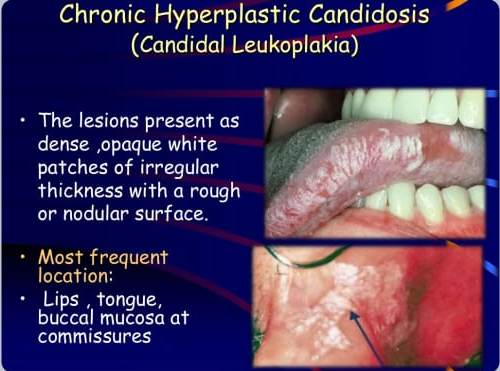 Chronic Hyperplastic Candidosis
(Candidal Leukoplakia)
• The lesions present as
dense ,opaque white
patches of irregular
thickness with a rough
or nodular surface.
• Most frequent
location:
• Lips , tongue,
buccal mucosa at
commissures